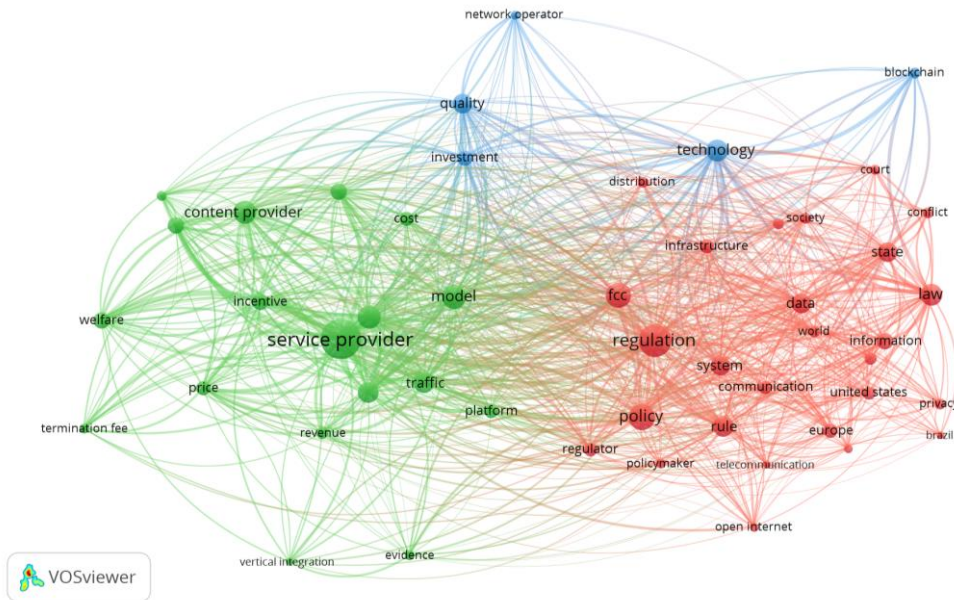 network operator
blockchain
quality
technology
investment
court
distribution
content provider
cost
society
conflict
infrastructure
state
incentive
model
fcc
data
law
welfare
service provider
regulation
world
information
system
price
traffic
communication
united states
privacy
platform
policy
termination fee
revenue
rule
europe
brazil
regulator
policymaker
telecommunication
open internet
vertical integration
evidence
VOSviewer